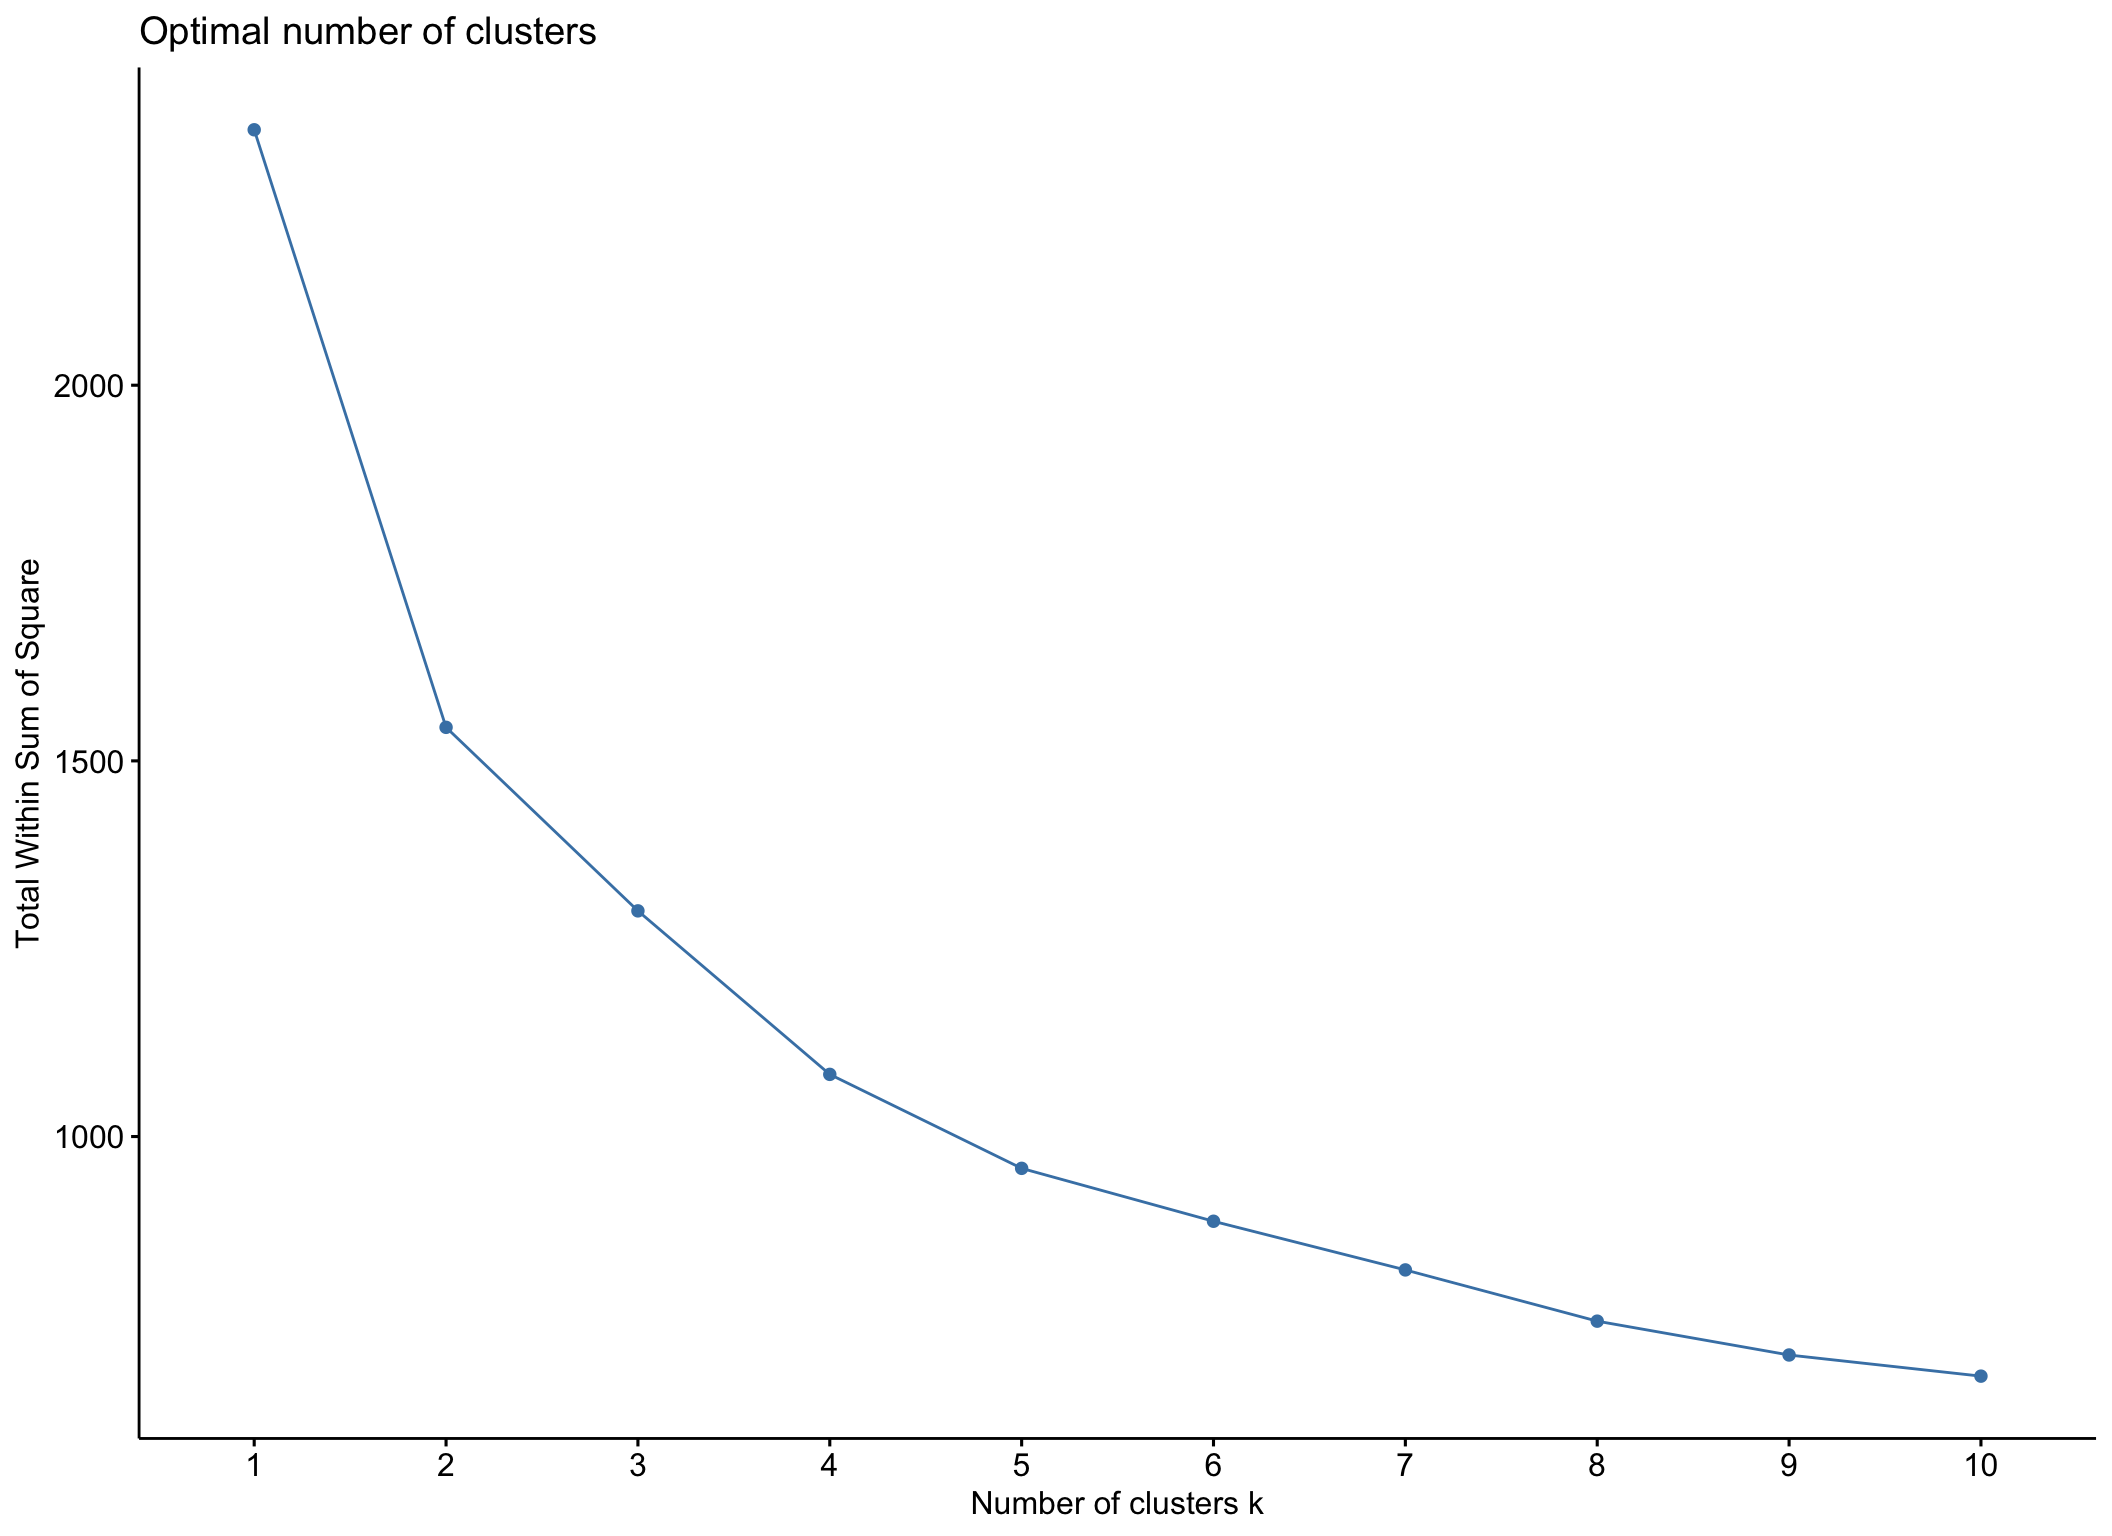 Optimal number of clusters
Total Within Sum of Square
2000
1500
1000
1 2 3 4 5 6 7 8 9 10
Number of clusters k